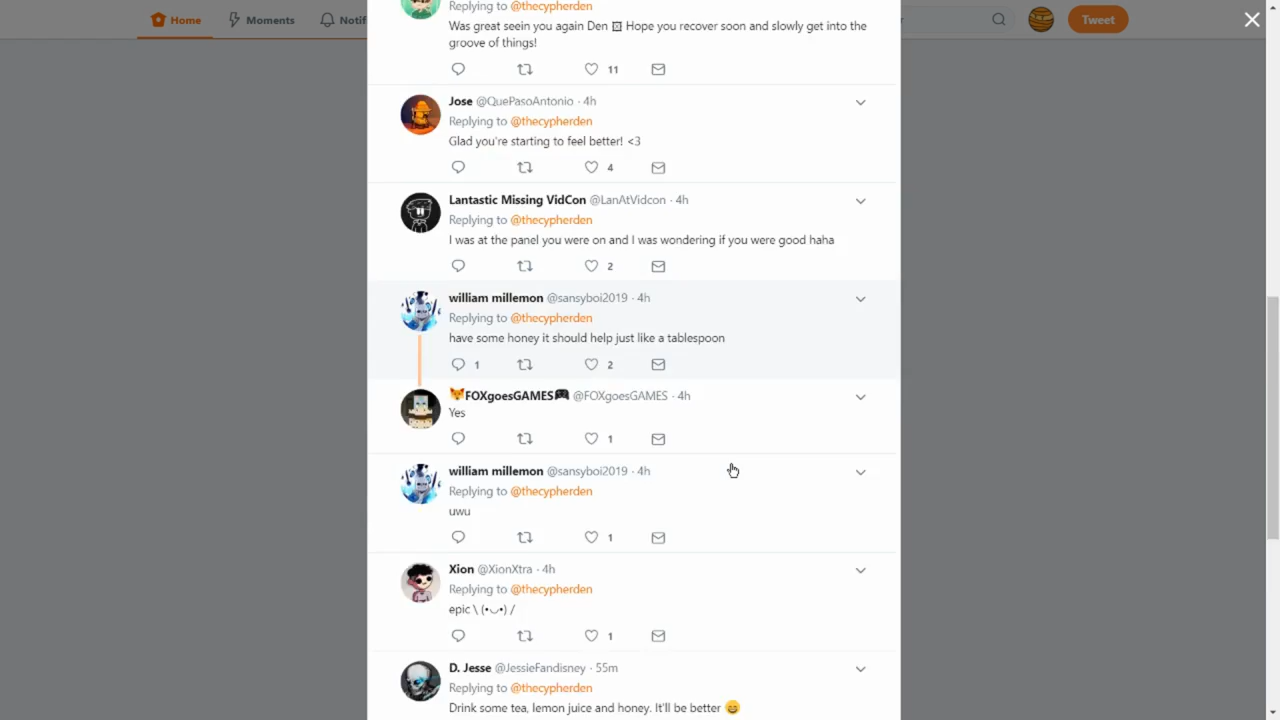 Home
Moments
Notif
Tweet
Replying to @thecypherden
Was great seein you again Den Hope you recover soon and slowly get into the
groove of things!
11
Jose @QuePasoAntonio · 4h
Replying to @thecypherden
Glad you're starting to feel better! <3
4
Lantastic Missing VidCon @LanAtVidcon · 4h
Replying to @thecypherden
I was at the panel you were on and I was wondering if you were good haha
2
william millemon @sansyboi2019 · 4h
Replying to @thecypherden
have some honey it should help just like a tablespoon
1 2
🦊FOXgoesGAMES🎮 @FOXgoesGAMES · 4h
Yes
1
william millemon @sansyboi2019 · 4h
Replying to @thecypherden
uwu
1
Xion @XionXtra · 4h
Replying to @thecypherden
epic \ (•◡•) /
1
D. Jesse @JessieFandisney · 55m
Replying to @thecypherden
Drink some tea, lemon juice and honey. It'll be better 😄